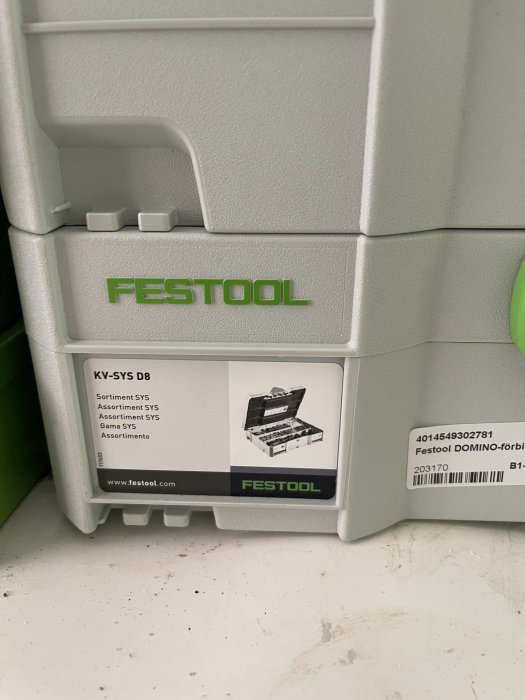 FESTOOL
KV-SYS D8
Sortiment SYS
Assortiment SYS
Assortment SYS
Gama SYS
Assortimento
www.festool.com
FESTOOL
4014549302781
Festool DOMINO-förbi
203170
B1-